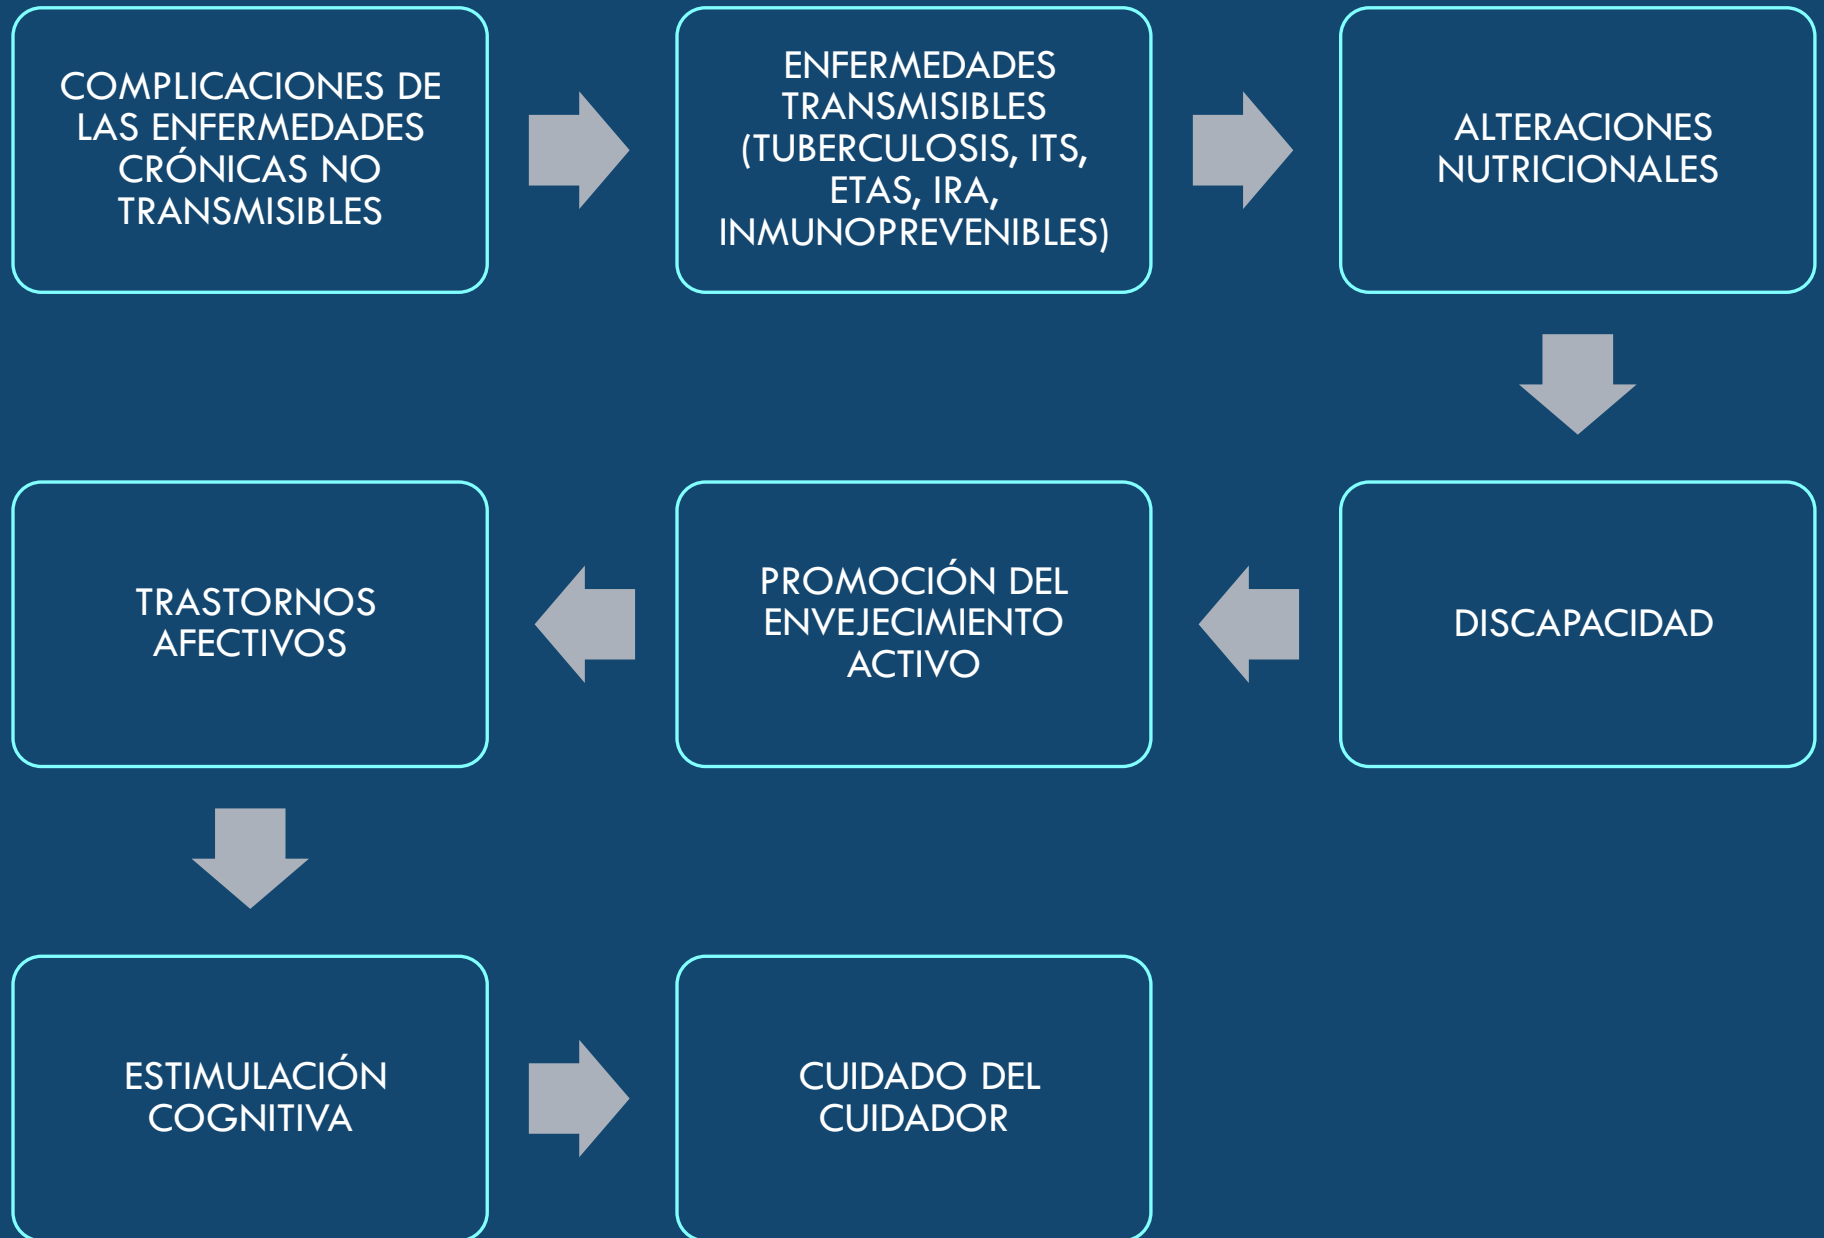 COMPLICACIONES DE
LAS ENFERMEDADES
CRÓNICAS NO
TRANSMISIBLES
ENFERMEDADES
TRANSMISIBLES
(TUBERCULOSIS, ITS,
ETAS, IRA,
INMUNOPREVENIBLES)
ALTERACIONES
NUTRICIONALES
DISCAPACIDAD
PROMOCIÓN DEL
ENVEJECIMIENTO
ACTIVO
TRASTORNOS
AFECTIVOS
ESTIMULACIÓN
COGNITIVA
CUIDADO DEL
CUIDADOR